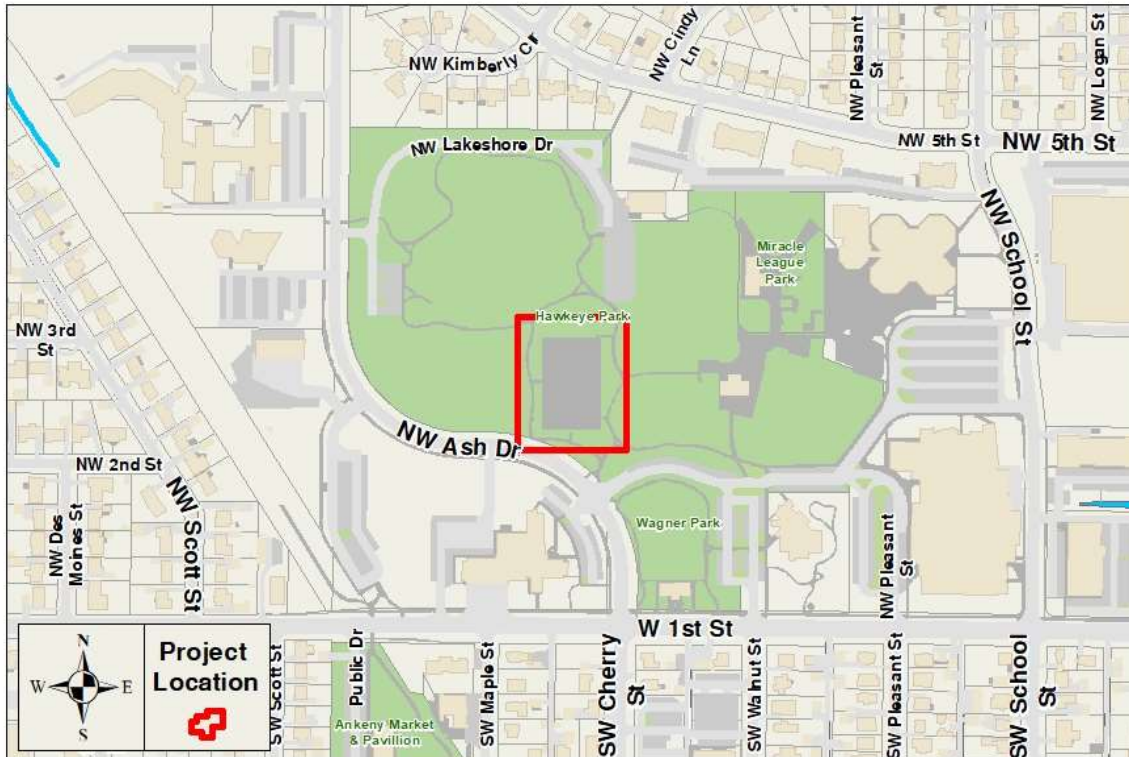 NW Kimberly Cir
NW Cindy
Ln
NW Pleasant
St
NW Logan St
NW Lakeshore Dr
NW 5th St
NW 5th St
NW School St
Miracle
League
Park
Hawkeye Park
NW 3rd
St
NW Ash Dr
NW 2nd St
NW Des
Moines St
NW Scott St
Wagner Park
NW Pleasant
St
W 1st St
N
W
E
S
Project
Location
SW Scott St
Public Dr
Ankeny Market
& Pavillion
SW Maple St
SW Cherry
St
SW Walnut St
SW Pleasant St
SW School
St